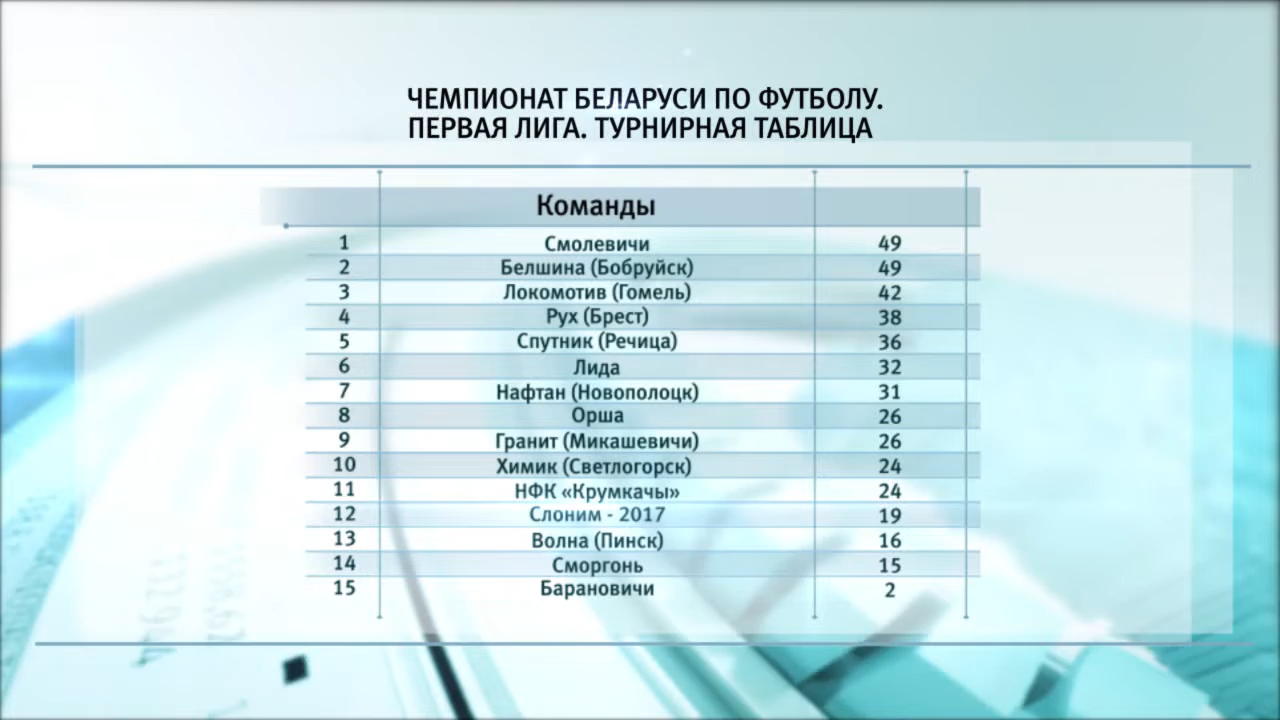 ЧЕМПИОНАТ БЕЛАРУСИ ПО ФУТБОЛУ.
ПЕРВАЯ ЛИГА. ТУРНИРНАЯ ТАБЛИЦА
Команды
1 Смолевичи 49
2 Белшина (Бобруйск) 49
3 Локомотив (Гомель) 42
4 Рух (Брест) 38
5 Спутник (Речица) 36
6 Лида 32
7 Нафтан (Новополоцк) 31
8 Орша 26
9 Гранит (Микашевичи) 26
10 Химик (Светлогорск) 24
11 НФК «Крумкачы» 24
12 Слоним - 2017 19
13 Волна (Пинск) 16
14 Сморгонь 15
15 Барановичи 2